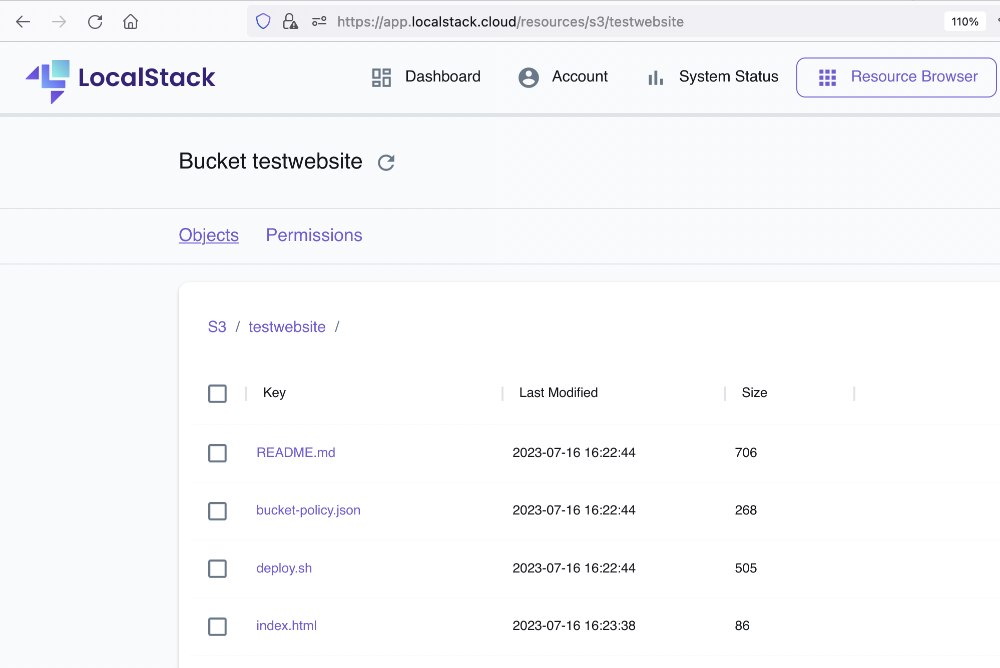 https://app.localstack.cloud/resources/s3/testwebsite 110%
LocalStack Dashboard Account System Status Resource Browser
Bucket testwebsite
Objects Permissions
S3 / testwebsite /
Key Last Modified Size
README.md 2023-07-16 16:22:44 706
bucket-policy.json 2023-07-16 16:22:44 268
deploy.sh 2023-07-16 16:22:44 505
index.html 2023-07-16 16:23:38 86